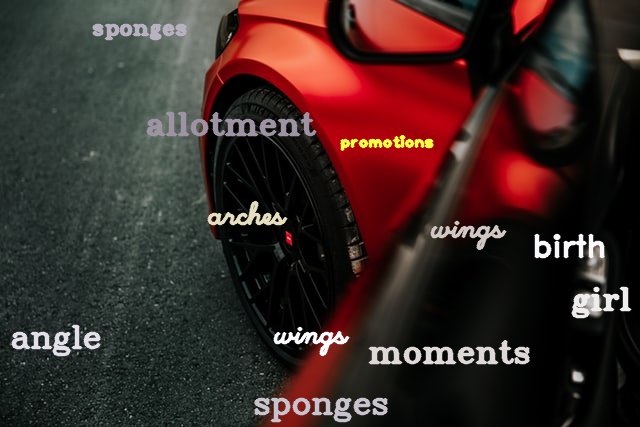 sponges
allotment
promotions
arches
wings
birth
girl
angle
wings
moments
sponges